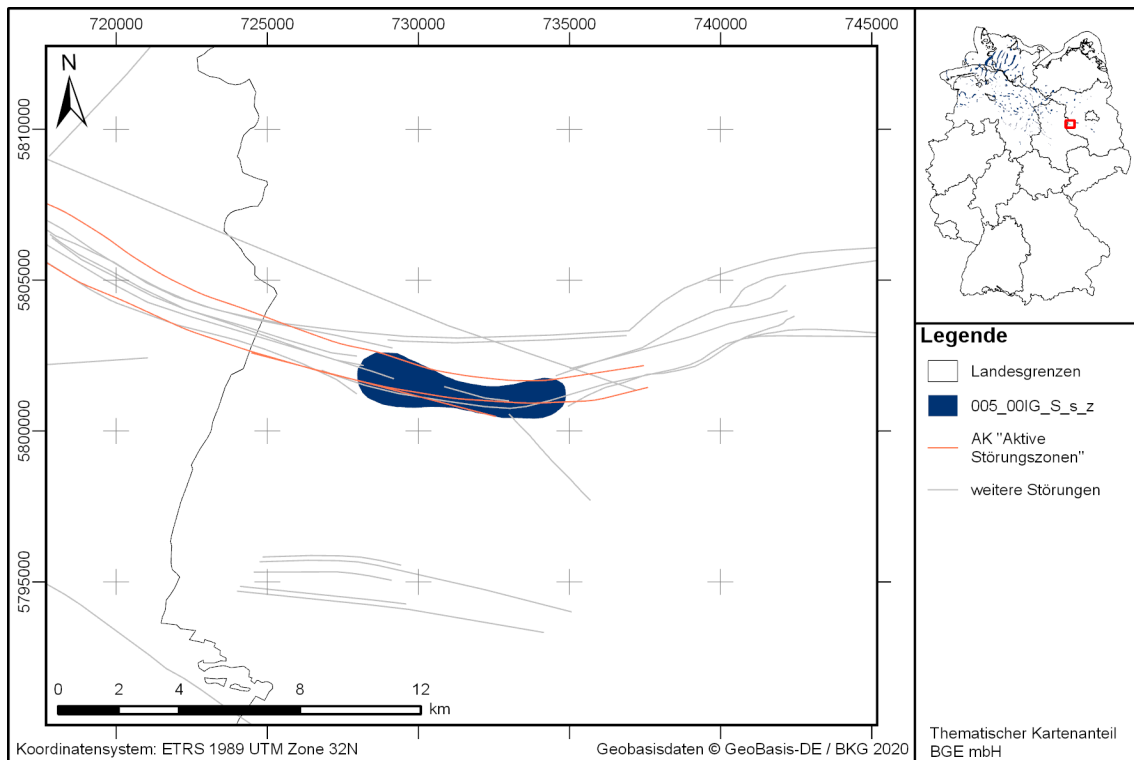 720000
725000
730000
735000
740000
745000
N
5810000
5805000
5800000
5795000
0
2
4
8
12
km
Koordinatensystem: ETRS 1989 UTM Zone 32N
Geobasisdaten © GeoBasis-DE / BKG 2020
Legende
Landesgrenzen
005_00IG_S_s_z
AK "Aktive
Störungszonen"
weitere Störungen
Thematischer Kartenanteil
BGE mbH